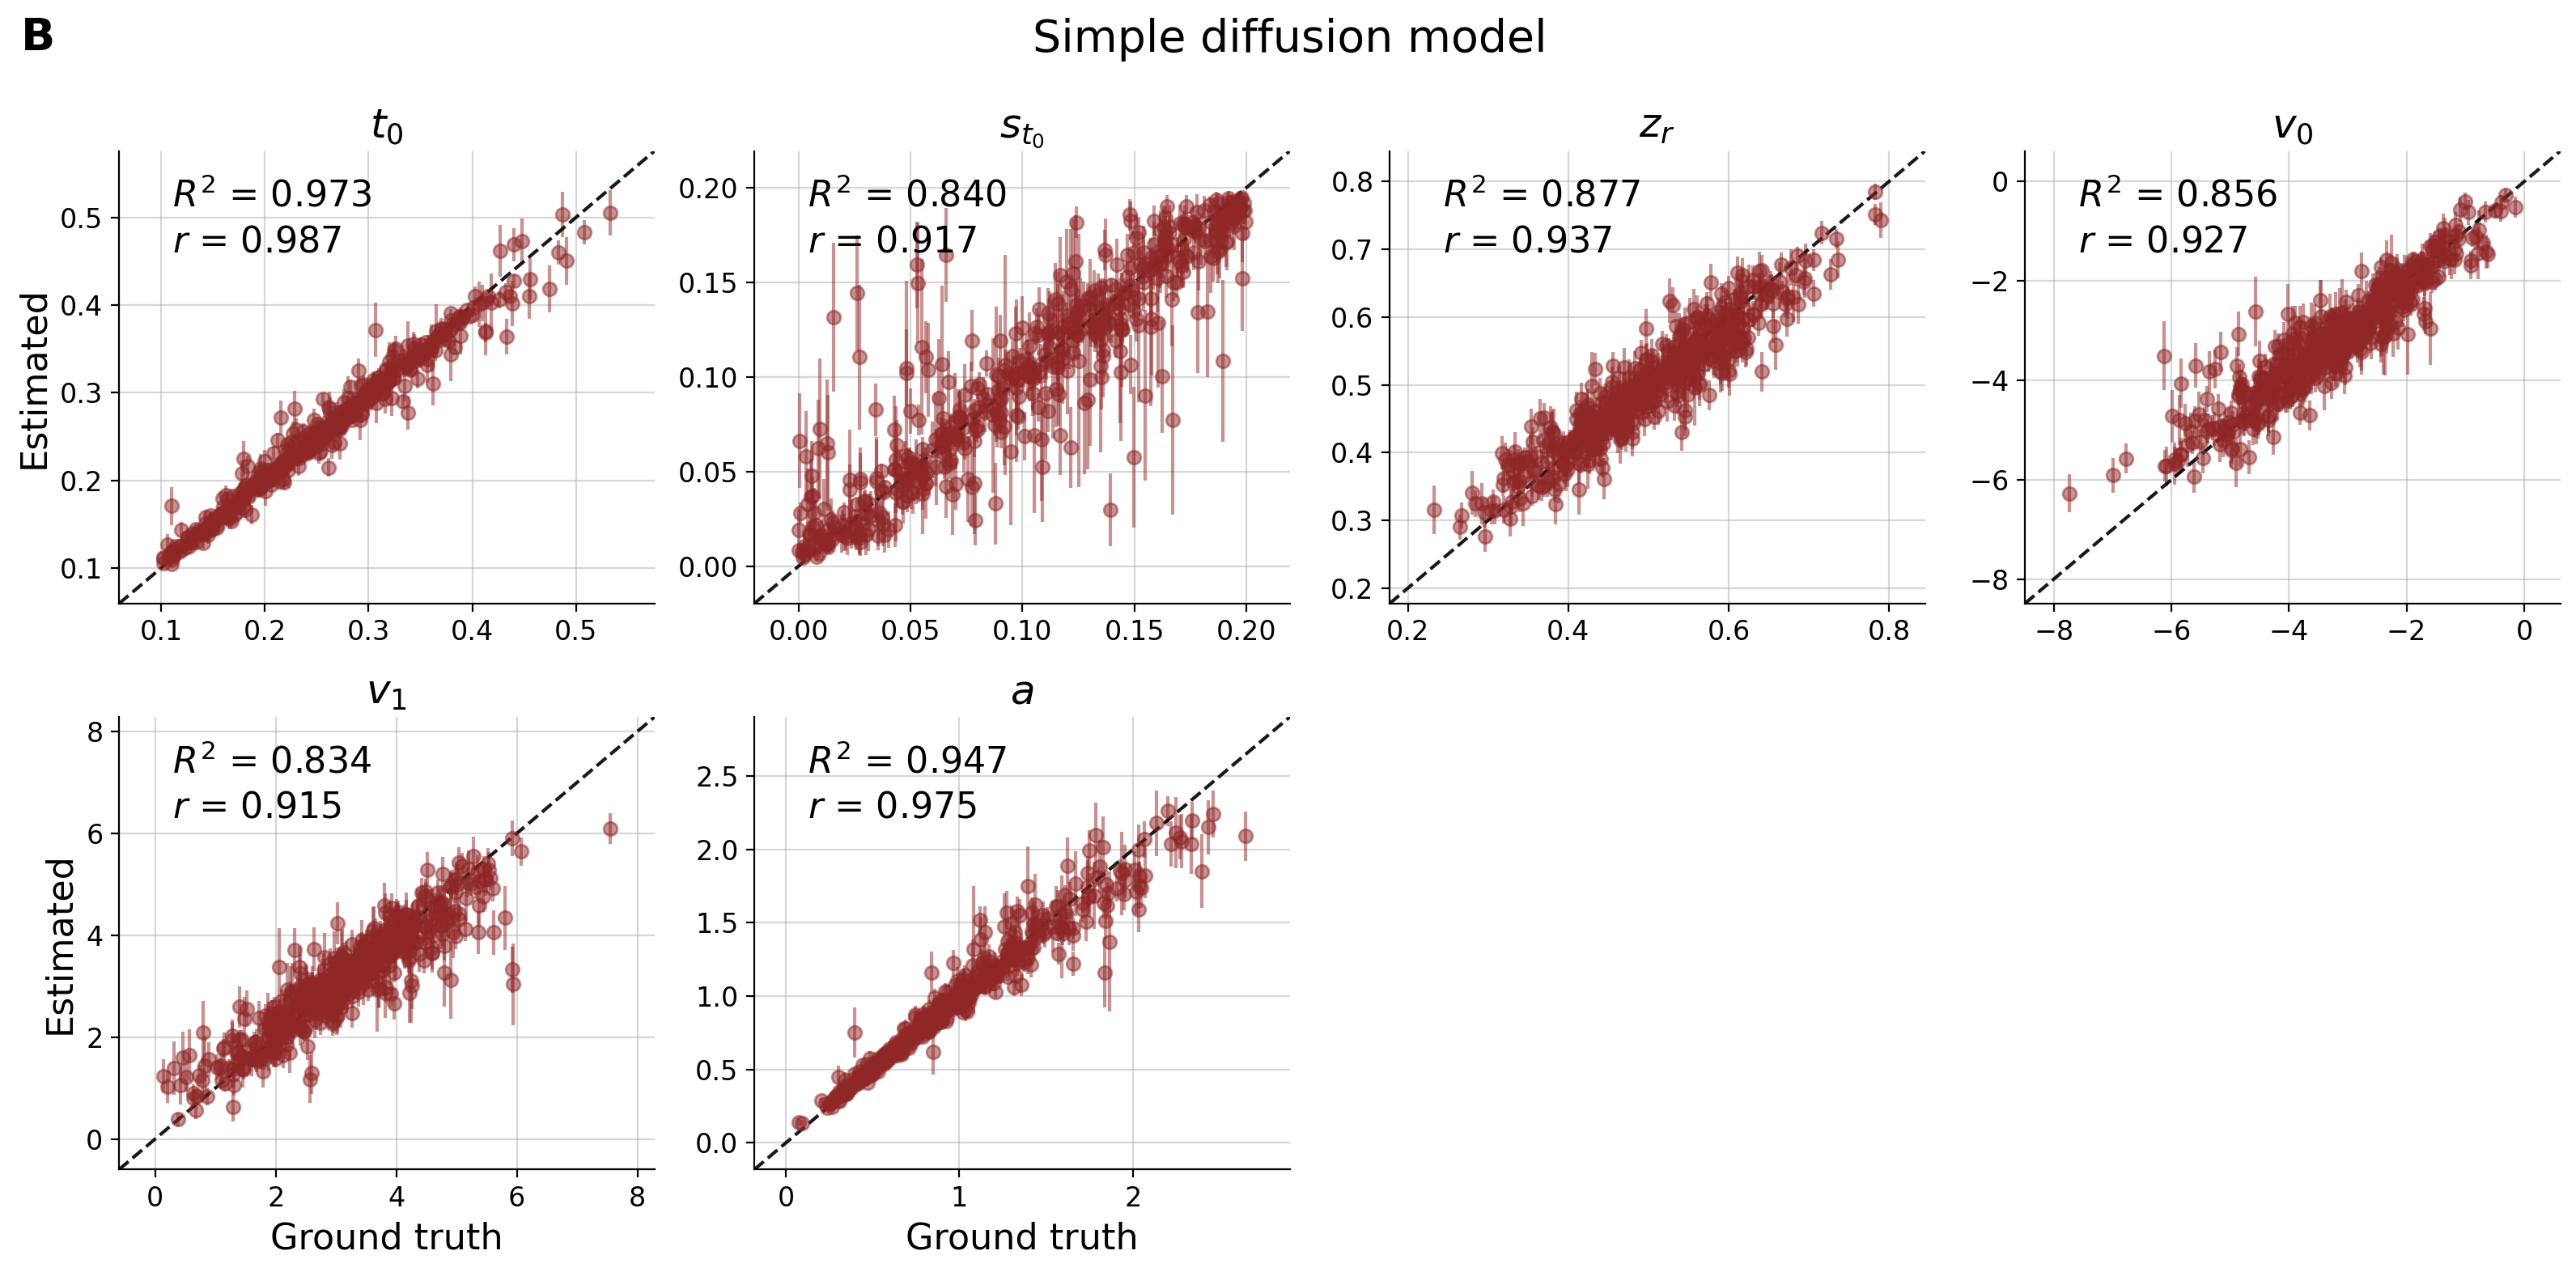 B
Simple diffusion model
t₀
R² = 0.973
r = 0.987
Estimated
0.5
0.4
0.3
0.2
0.1
0.1 0.2 0.3 0.4 0.5
s_{t₀}
R² = 0.840
r = 0.917
0.20
0.15
0.10
0.05
0.00
0.00 0.05 0.10 0.15 0.20
z_r
R² = 0.877
r = 0.937
0.8
0.7
0.6
0.5
0.4
0.3
0.2
0.2 0.4 0.6 0.8
v₀
R² = 0.856
r = 0.927
0
−2
−4
−6
−8
−8 −6 −4 −2 0
v₁
R² = 0.834
r = 0.915
Estimated
8
6
4
2
0
0 2 4 6 8
Ground truth
a
R² = 0.947
r = 0.975
2.5
2.0
1.5
1.0
0.5
0.0
0 1 2
Ground truth